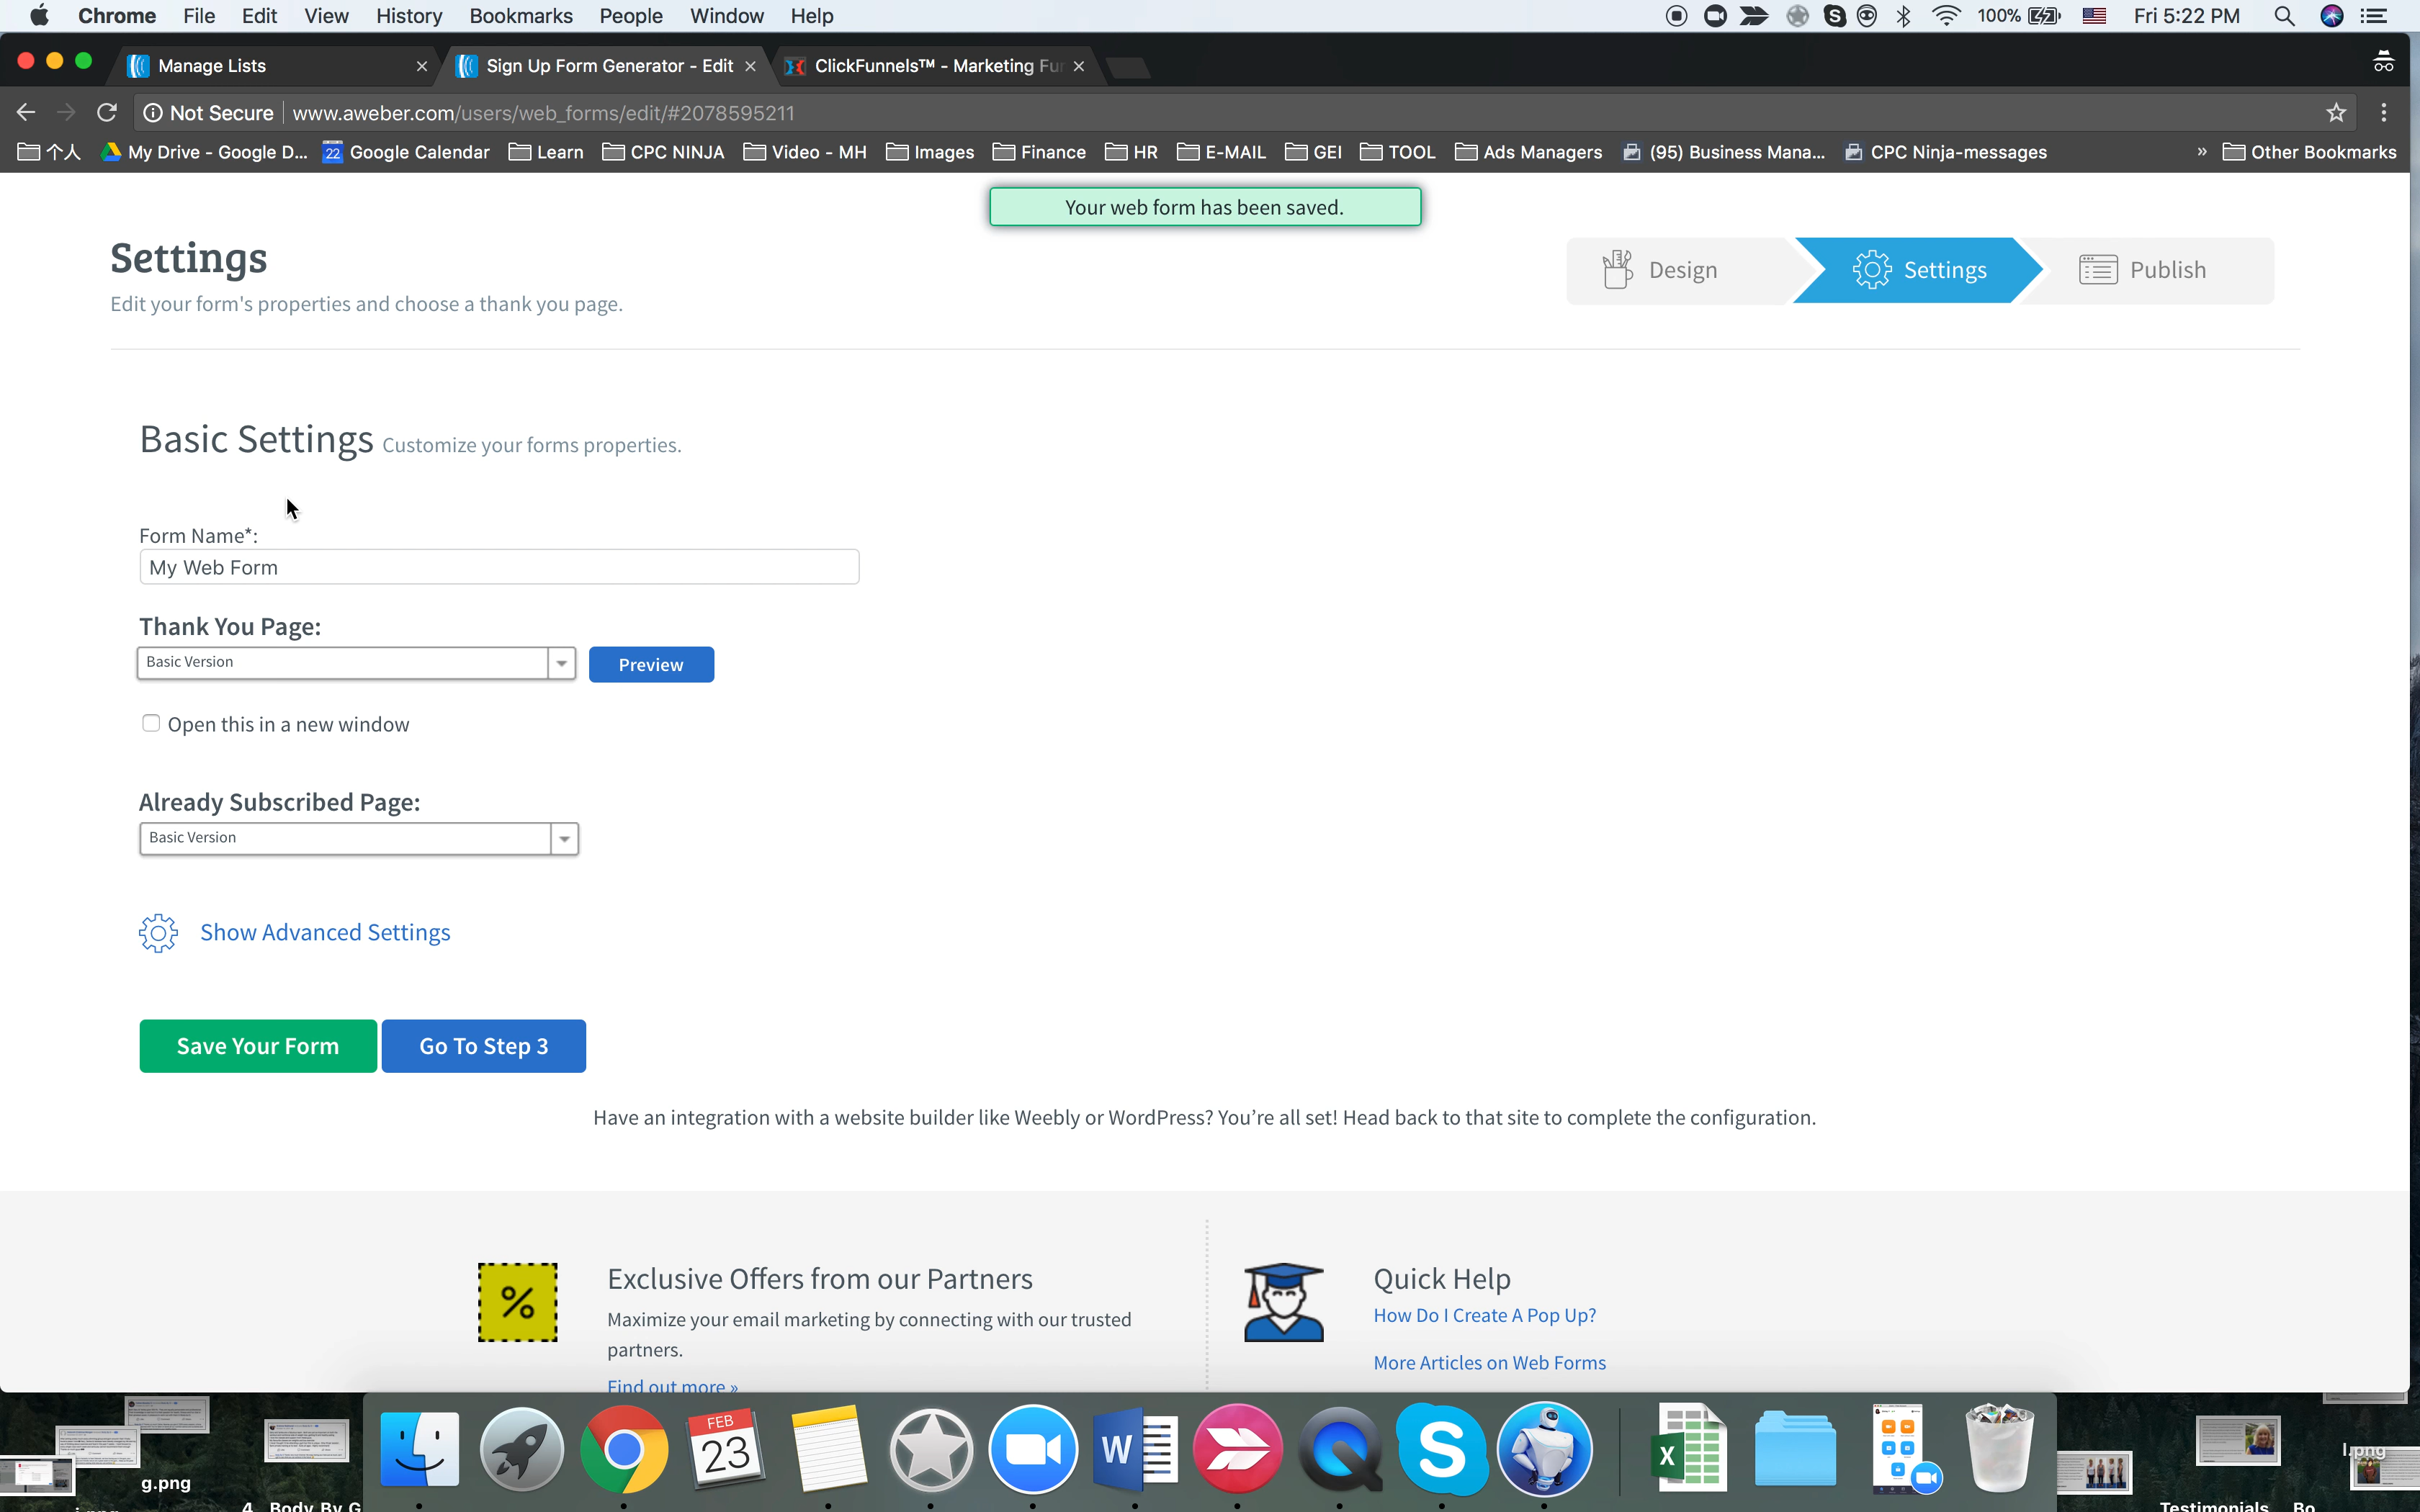 Chrome File Edit View History Bookmarks People Window Help 100% Fri 5:22 PM
Manage Lists
Sign Up Form Generator - Edit
ClickFunnels™ - Marketing Fu
Not Secure www.aweber.com/users/web_forms/edit/#2078595211
个人 My Drive - Google D... 22 Google Calendar Learn CPC NINJA Video - MH Images Finance HR E-MAIL GEI TOOL Ads Managers (95) Business Mana... CPC Ninja-messages » Other Bookmarks
Your web form has been saved.
Settings
Edit your form's properties and choose a thank you page.
Design Settings Publish
Basic Settings Customize your forms properties.
Form Name*:
My Web Form
Thank You Page:
Basic Version Preview
Open this in a new window
Already Subscribed Page:
Basic Version
Show Advanced Settings
Save Your Form Go To Step 3
Have an integration with a website builder like Weebly or WordPress? You're all set! Head back to that site to complete the configuration.
Exclusive Offers from our Partners
Maximize your email marketing by connecting with our trusted
partners.
Find out more »
Quick Help
How Do I Create A Pop Up?
More Articles on Web Forms
FEB
23
W
S
X
g.png
l.png
4 Body By G
Testimonials Bo